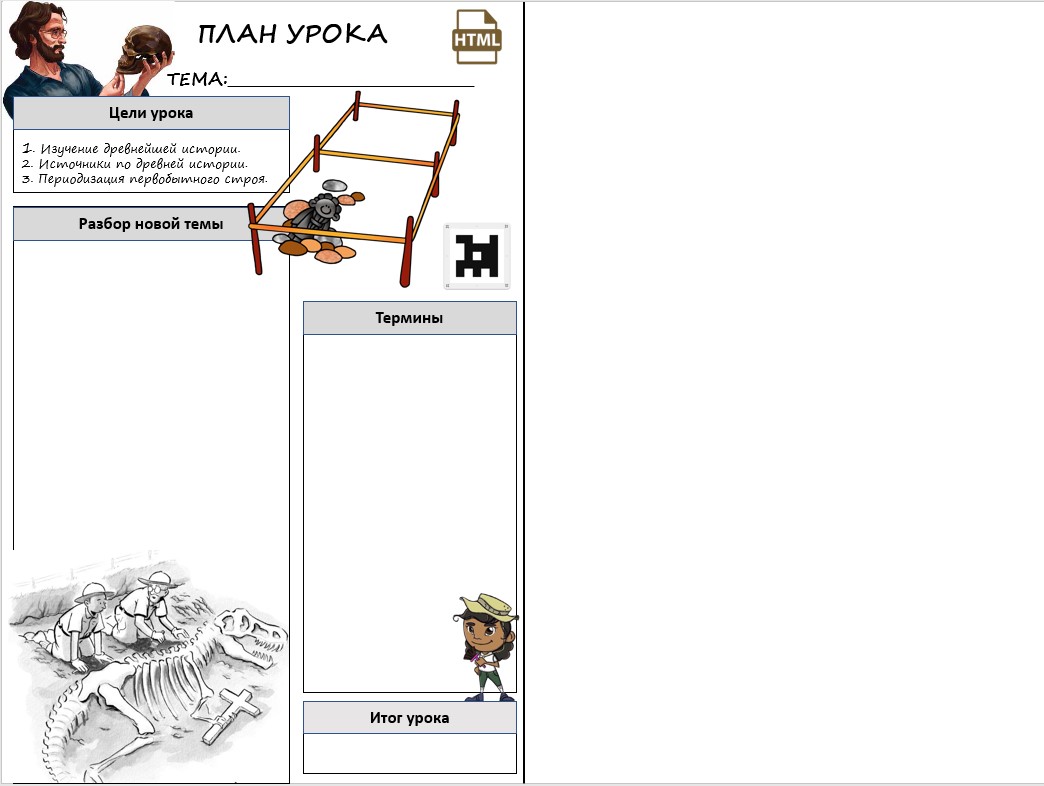 ПЛАН УРОКА
HTML
ТЕМА:
Цели урока
1. Изучение древнейшей истории.
2. Источники по древней истории.
3. Периодизация первобытного строя.
Разбор новой темы
Термины
Итог урока